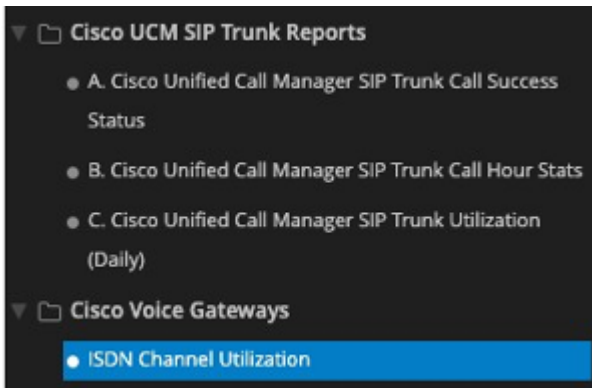 Cisco UCM SIP Trunk Reports
A. Cisco Unified Call Manager SIP Trunk Call Success
Status
B. Cisco Unified Call Manager SIP Trunk Call Hour Stats
C. Cisco Unified Call Manager SIP Trunk Utilization
(Daily)
Cisco Voice Gateways
ISDN Channel Utilization